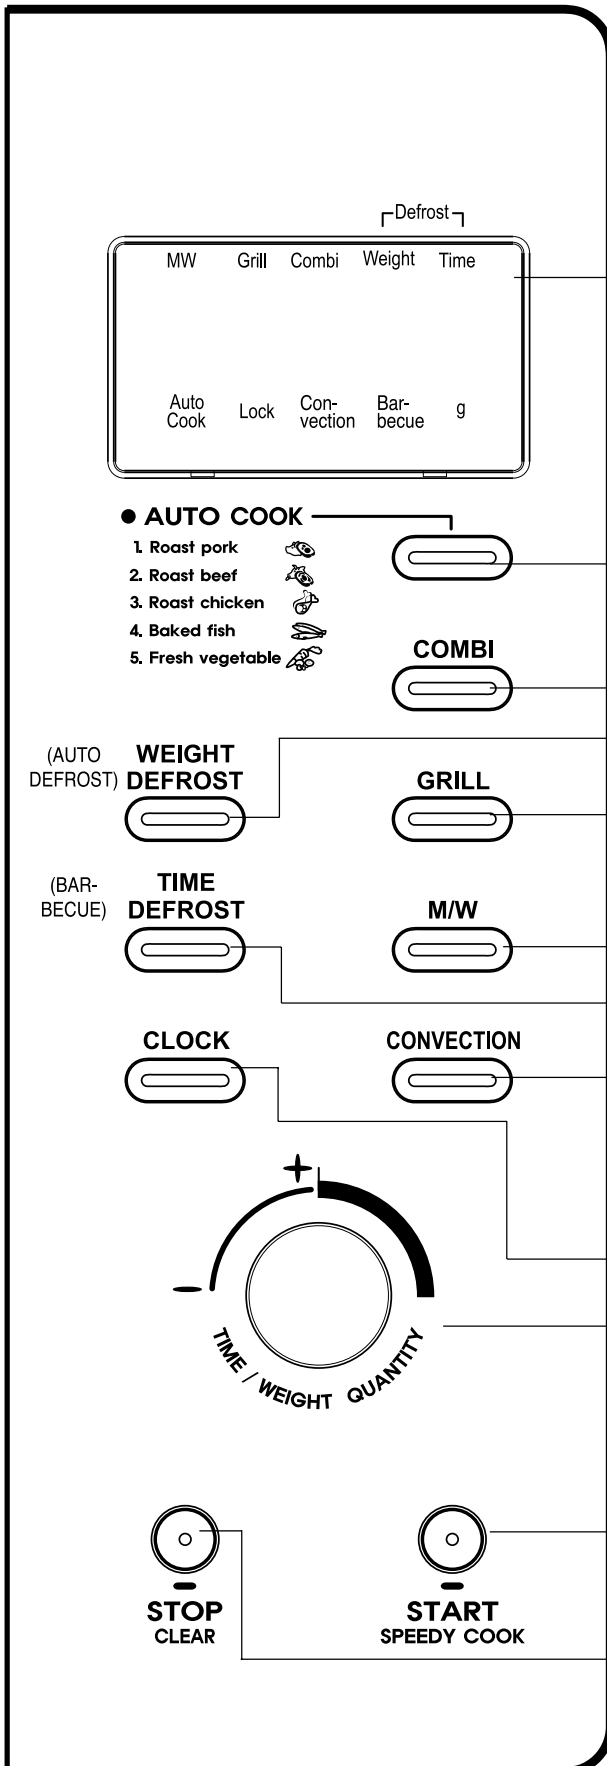 Defrost
MW Grill Combi Weight Time
Auto
Cook
Lock
Con-
vection
Bar-
becue
g
● AUTO COOK
1. Roast pork
2. Roast beef
3. Roast chicken
4. Baked fish
5. Fresh vegetable
COMBI
(AUTO
DEFROST)
WEIGHT
DEFROST
GRILL
(BAR-
BECUE)
TIME
DEFROST
M/W
CLOCK
CONVECTION
+
-
TIME / WEIGHT QUANTITY
STOP
CLEAR
START
SPEEDY COOK